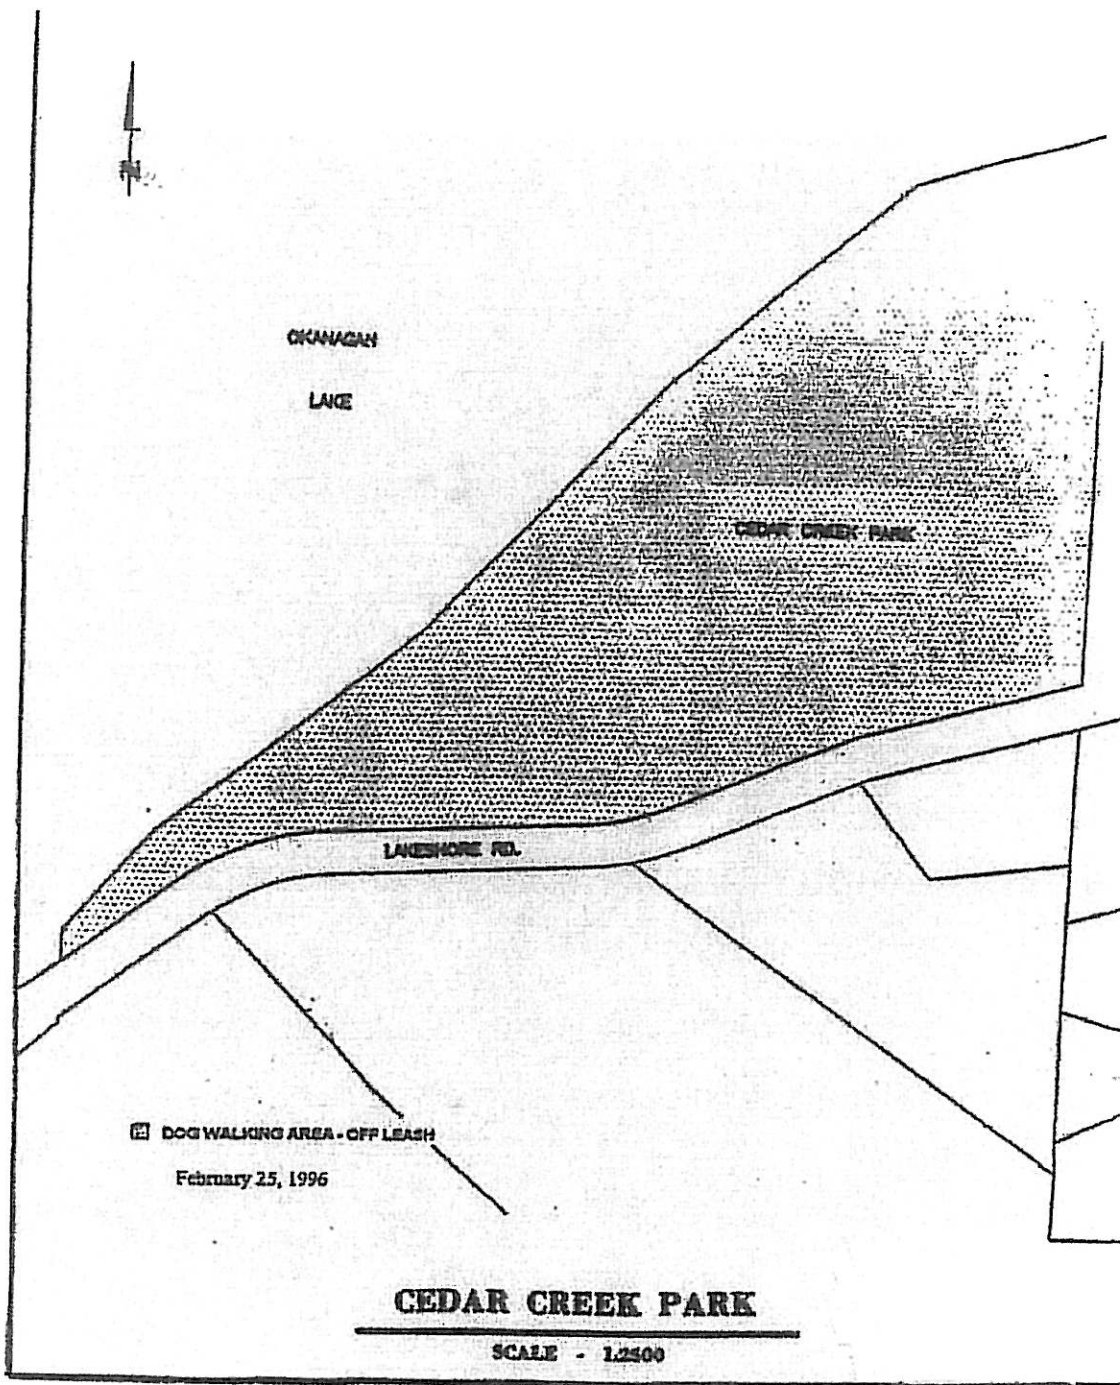 N
OKANAGAN
LAKE
CEDAR CREEK PARK
LAKESHORE RD.
DOG WALKING AREA - OFF LEASH
February 25, 1996
CEDAR CREEK PARK
SCALE - 1:2500